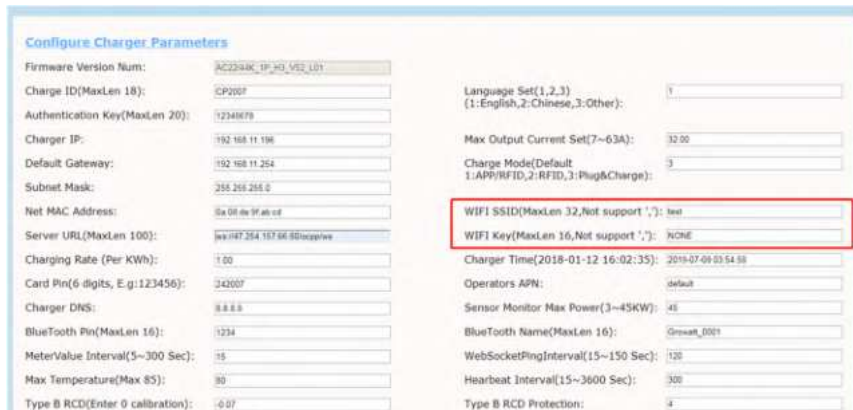 Configure Charger Parameters
Firmware Version Num:
Charge ID(MaxLen 18): CP2007
Authentication Key(MaxLen 20): 12345678
Charger IP: 192.168.11.196
Default Gateway: 192.168.11.254
Subnet Mask: 255.255.255.0
Net MAC Address:
Server URL(MaxLen 100):
Charging Rate (Per KWh): 1.00
Card Pin(6 digits, E.g:123456): 242007
Charger DNS: 8.8.8.8
BlueTooth Pin(MaxLen 16): 1234
MeterValue Interval(5~300 Sec): 15
Max Temperature(Max 85): 80
Type B RCD(Enter 0 calibration): -0.07
Language Set(1,2,3) 1
(1:English,2:Chinese,3:Other):
Max Output Current Set(7~63A): 32.00
Charge Mode(Default 3
1:APP/RFID,2:RFID,3:Plug&Charge):
WIFI SSID(MaxLen 32,Not support ','): test
WIFI Key(MaxLen 16,Not support ','): NONE
Charger Time(2018-01-12 16:02:35):
Operators APN: default
Sensor Monitor Max Power(3~45KW): 45
BlueTooth Name(MaxLen 16): Growatt_0001
WebSocketPingInterval(15~150 Sec): 120
Hearbeat Interval(15~3600 Sec): 300
Type B RCD Protection: 4